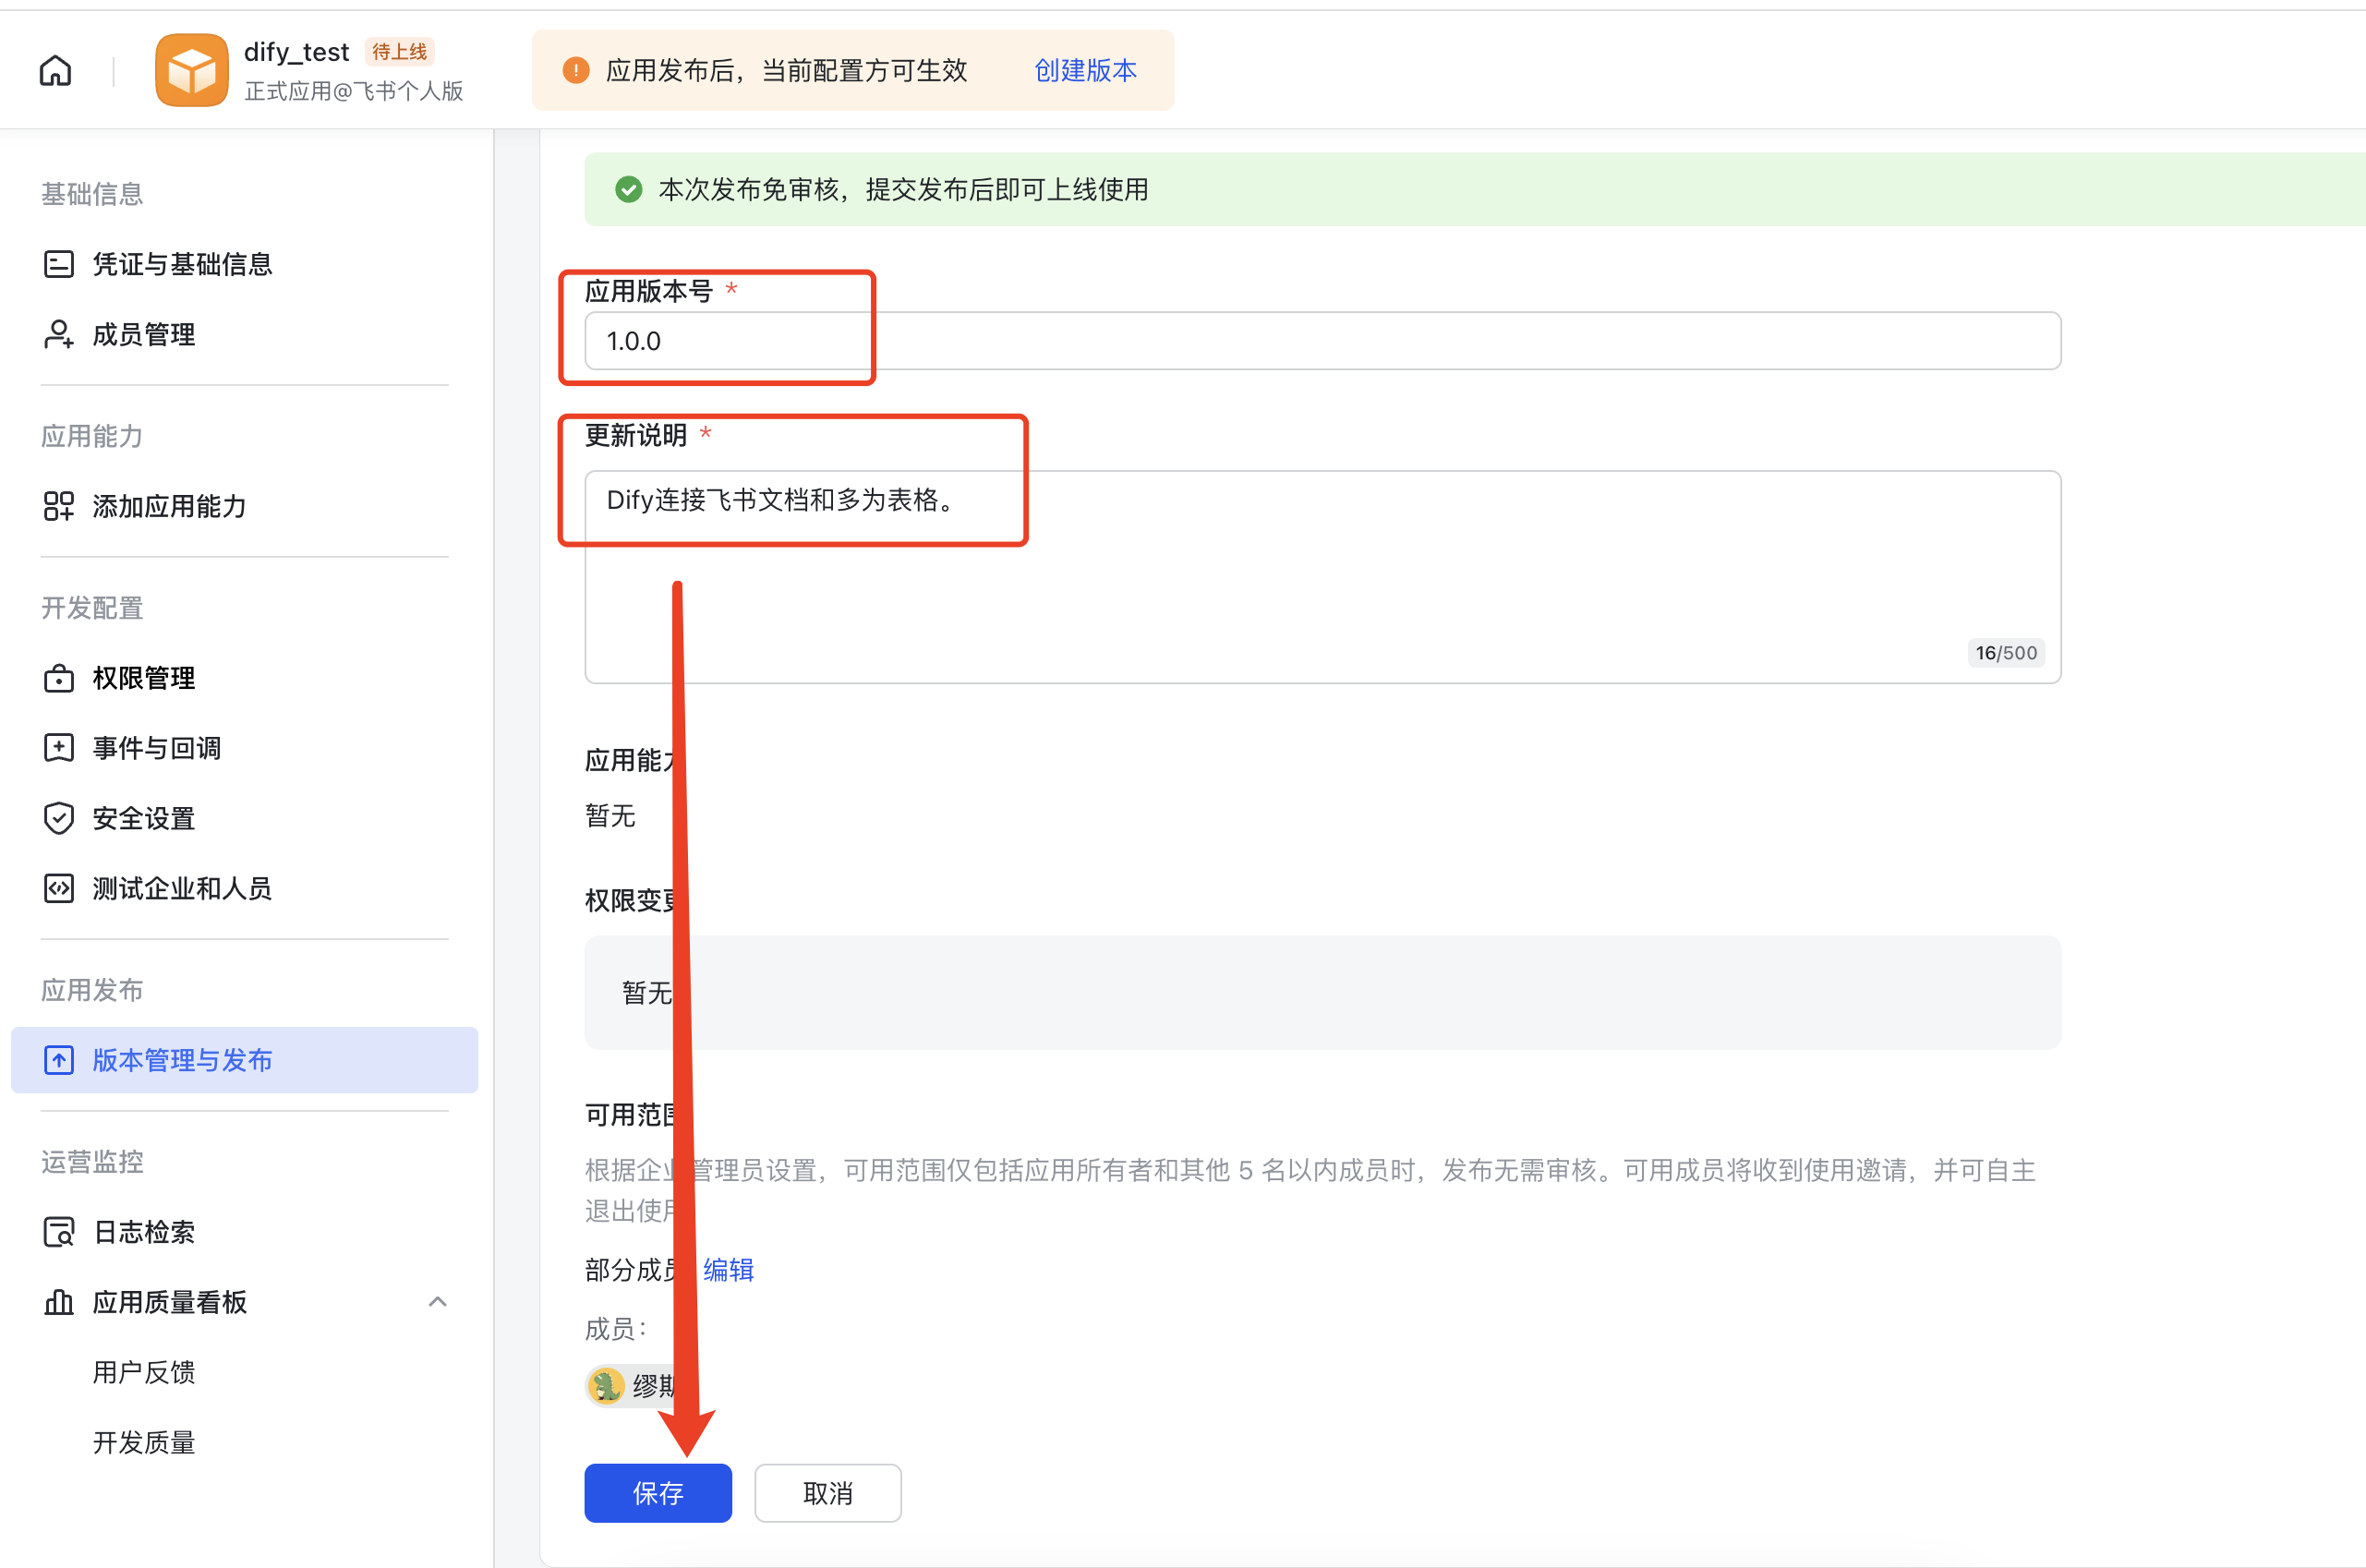 dify_test 待上线
正式应用@飞书个人版
应用发布后，当前配置方可生效 创建版本
基础信息
凭证与基础信息
成员管理
应用能力
添加应用能力
开发配置
权限管理
事件与回调
安全设置
测试企业和人员
应用发布
版本管理与发布
运营监控
日志检索
应用质量看板
用户反馈
开发质量
本次发布免审核，提交发布后即可上线使用
应用版本号 *
1.0.0
更新说明 *
Dify连接飞书文档和多为表格。
16/500
应用能力
暂无
权限变更
暂无
可用范围
根据企业管理员设置，可用范围仅包括应用所有者和其他 5 名以内成员时，发布无需审核。可用成员将收到使用邀请，并可自主
退出使用
部分成员 编辑
成员：
缪斯
保存 取消